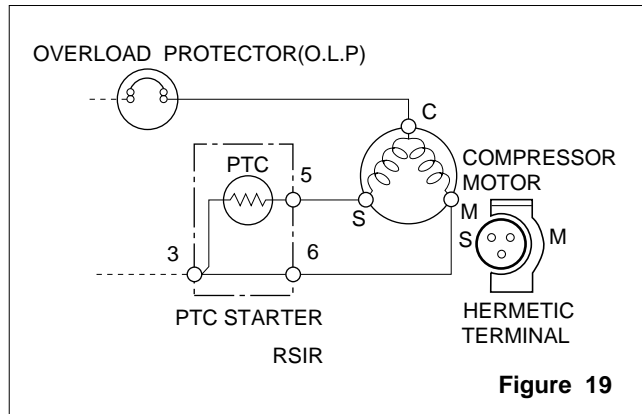 OVERLOAD PROTECTOR(O.L.P)
C
PTC
5
COMPRESSOR
MOTOR
S
M
S
M
3
6
HERMETIC
TERMINAL
PTC STARTER
RSIR
Figure 19